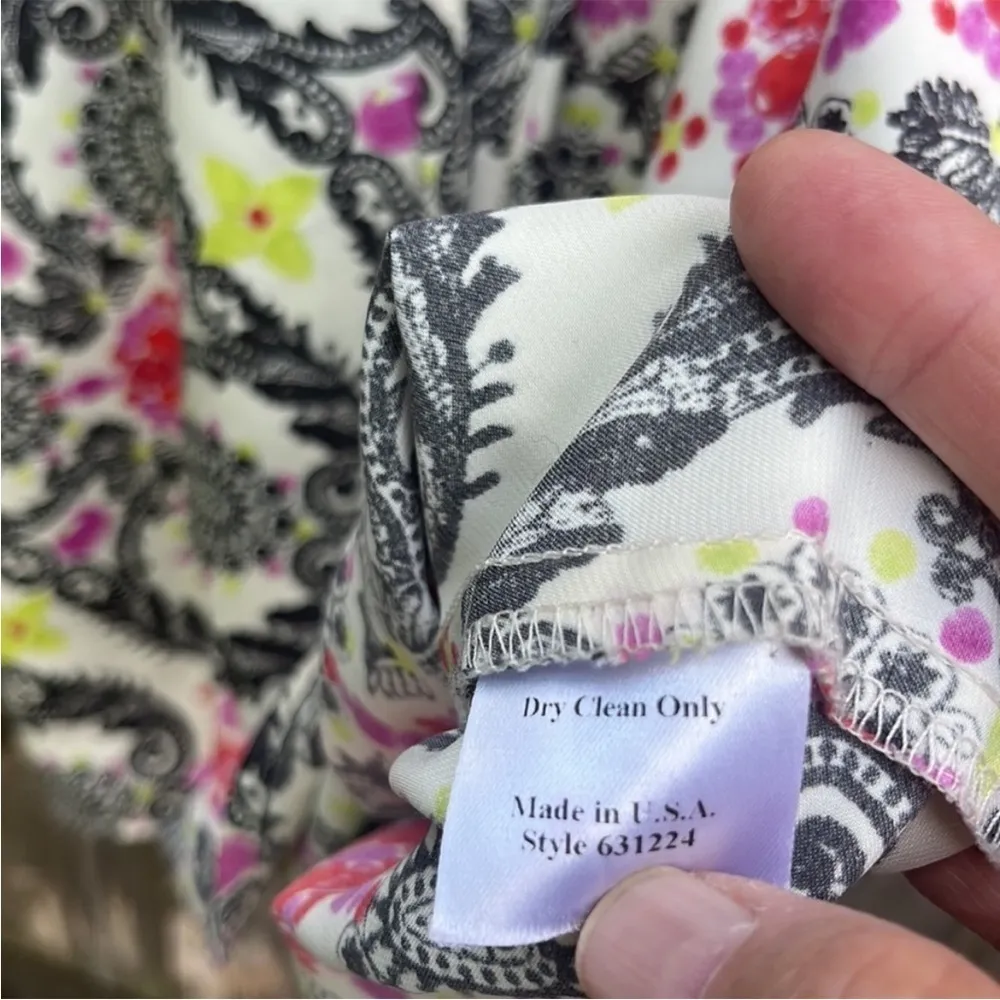 Dry Clean Only
Made in U.S.A.
Style 631224